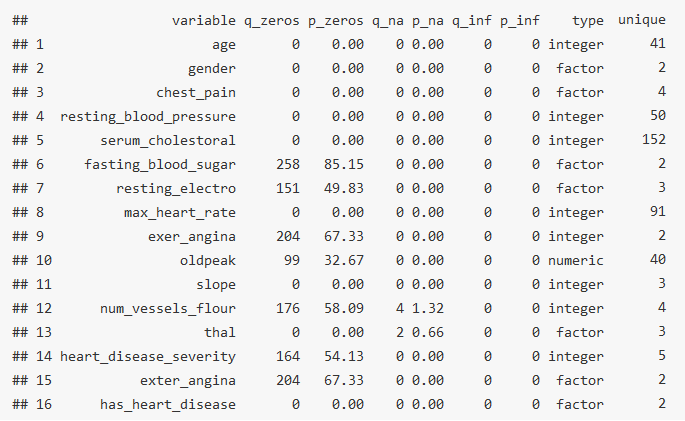 ## variable q_zeros p_zeros q_na p_na q_inf p_inf type unique
## 1 age 0 0.00 0 0.00 0 0 integer 41
## 2 gender 0 0.00 0 0.00 0 0 factor 2
## 3 chest_pain 0 0.00 0 0.00 0 0 factor 4
## 4 resting_blood_pressure 0 0.00 0 0.00 0 0 integer 50
## 5 serum_cholestoral 0 0.00 0 0.00 0 0 integer 152
## 6 fasting_blood_sugar 258 85.15 0 0.00 0 0 factor 2
## 7 resting_electro 151 49.83 0 0.00 0 0 factor 3
## 8 max_heart_rate 0 0.00 0 0.00 0 0 integer 91
## 9 exer_angina 204 67.33 0 0.00 0 0 integer 2
## 10 oldpeak 99 32.67 0 0.00 0 0 numeric 40
## 11 slope 0 0.00 0 0.00 0 0 integer 3
## 12 num_vessels_flour 176 58.09 4 1.32 0 0 integer 4
## 13 thal 0 0.00 2 0.66 0 0 factor 3
## 14 heart_disease_severity 164 54.13 0 0.00 0 0 integer 5
## 15 exter_angina 204 67.33 0 0.00 0 0 factor 2
## 16 has_heart_disease 0 0.00 0 0.00 0 0 factor 2